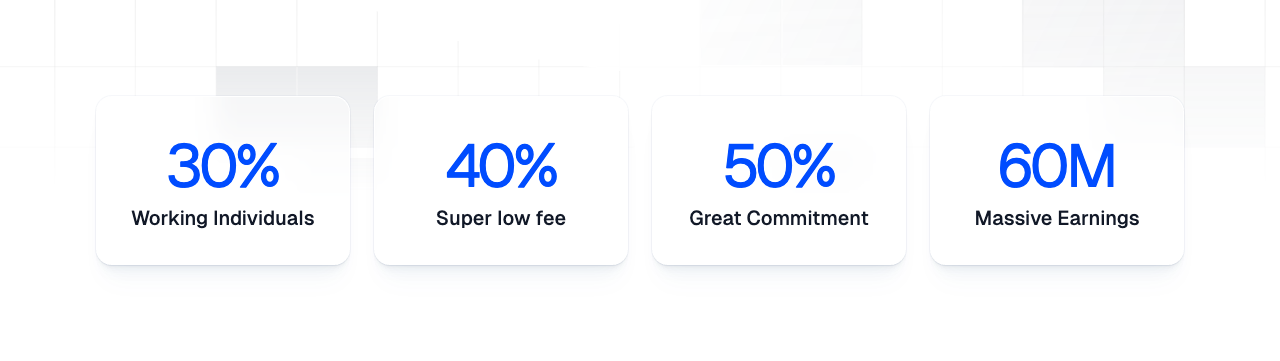 30%
Working Individuals
40%
Super low fee
50%
Great Commitment
60M
Massive Earnings